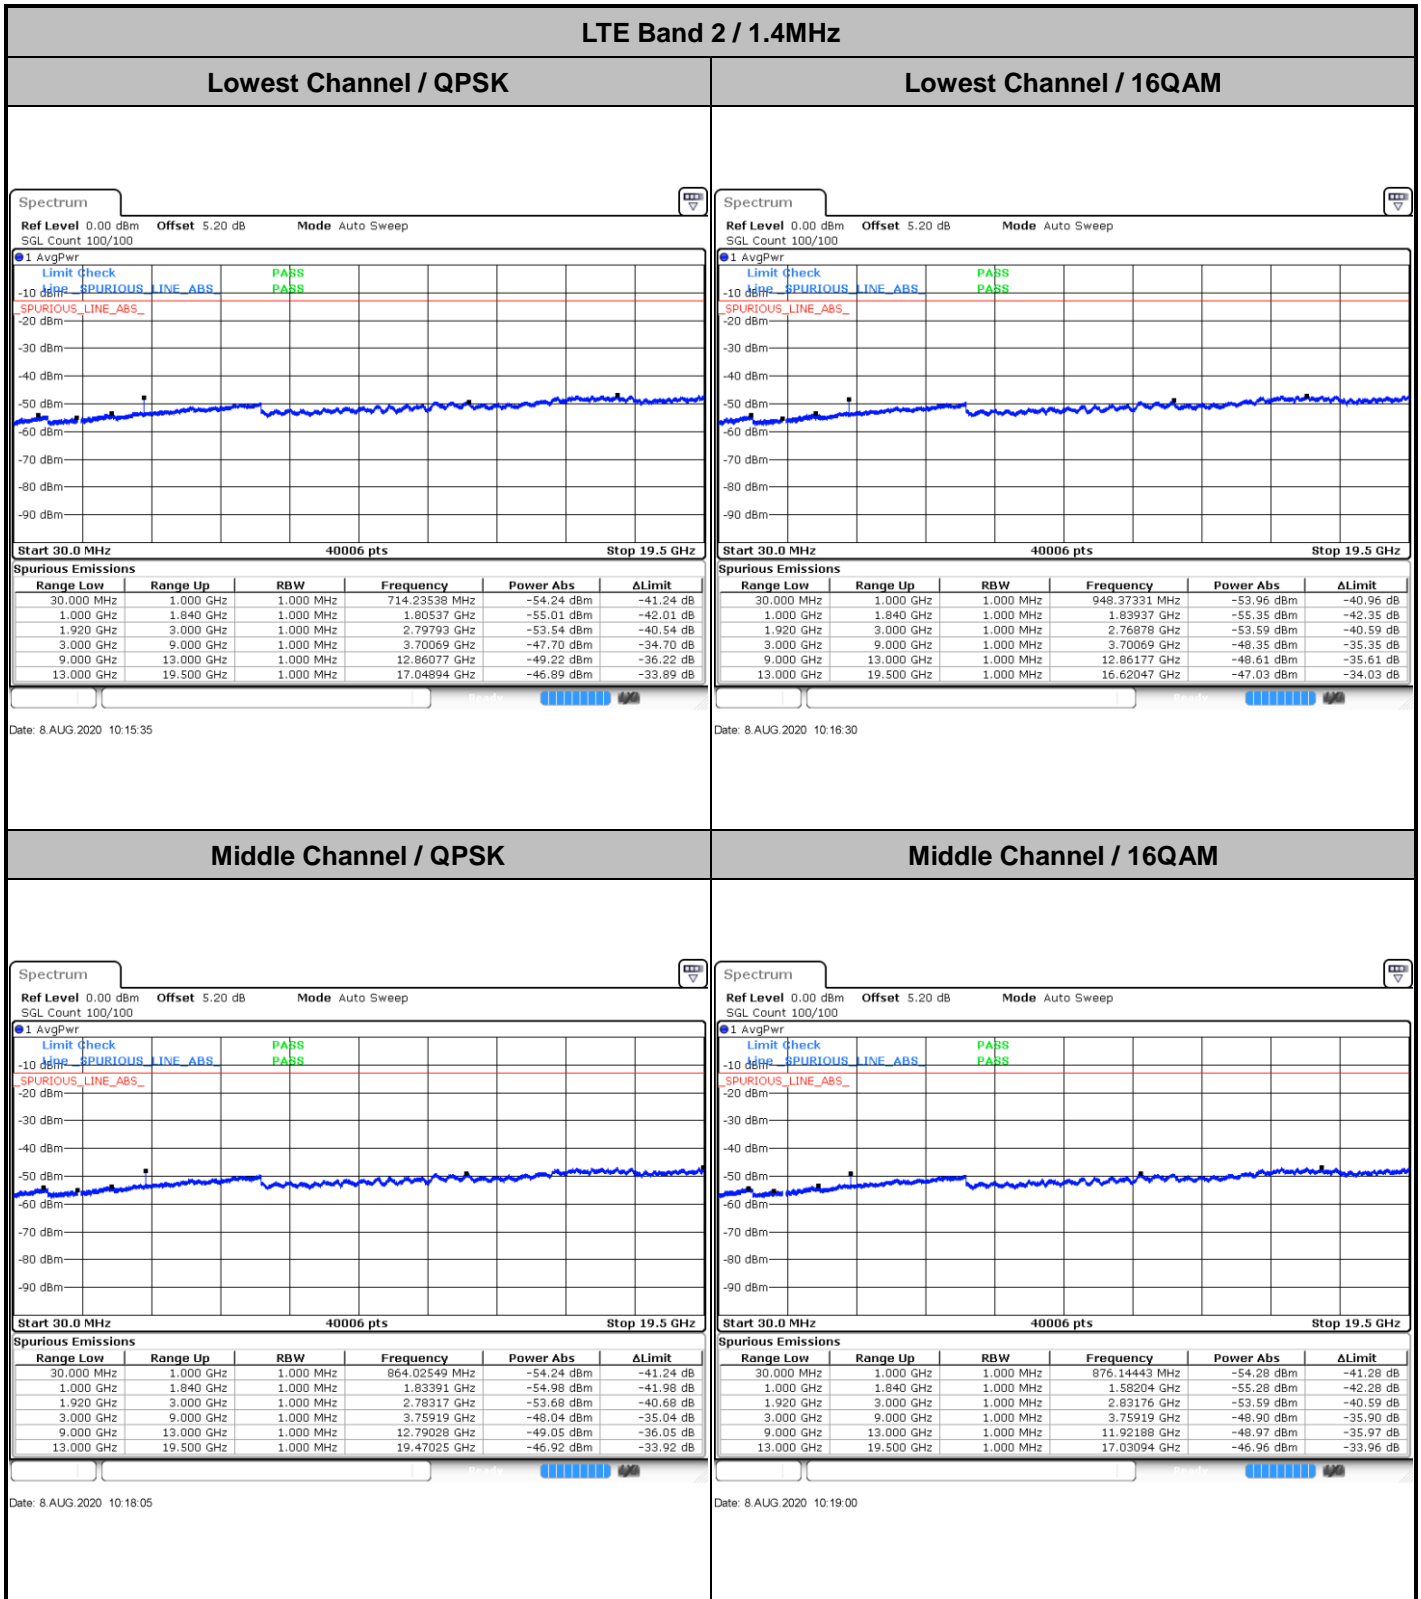 LTE Band 2 / 1.4MHz
Lowest Channel / QPSK
Lowest Channel / 16QAM
Spectrum
Ref Level 0.00 dBm Offset 5.20 dB Mode Auto Sweep
SGL Count 100/100
1 AvgPwr
Limit Check PASS
Line _SPURIOUS_LINE_ABS_ PASS
-10 dBm
_SPURIOUS_LINE_ABS_
-20 dBm
-30 dBm
-40 dBm
-50 dBm
-60 dBm
-70 dBm
-80 dBm
-90 dBm
Start 30.0 MHz 40006 pts Stop 19.5 GHz
Spurious Emissions
Range Low Range Up RBW Frequency Power Abs ΔLimit
30.000 MHz 1.000 GHz 1.000 MHz 714.23538 MHz -54.24 dBm -41.24 dB
1.000 GHz 1.840 GHz 1.000 MHz 1.80537 GHz -55.01 dBm -42.01 dB
1.920 GHz 3.000 GHz 1.000 MHz 2.79793 GHz -53.54 dBm -40.54 dB
3.000 GHz 9.000 GHz 1.000 MHz 3.70069 GHz -47.70 dBm -34.70 dB
9.000 GHz 13.000 GHz 1.000 MHz 12.86077 GHz -49.22 dBm -36.22 dB
13.000 GHz 19.500 GHz 1.000 MHz 17.04894 GHz -46.89 dBm -33.89 dB
Date: 8.AUG.2020 10:15:35
Spectrum
Ref Level 0.00 dBm Offset 5.20 dB Mode Auto Sweep
SGL Count 100/100
1 AvgPwr
Limit Check PASS
Line _SPURIOUS_LINE_ABS_ PASS
-10 dBm
_SPURIOUS_LINE_ABS_
-20 dBm
-30 dBm
-40 dBm
-50 dBm
-60 dBm
-70 dBm
-80 dBm
-90 dBm
Start 30.0 MHz 40006 pts Stop 19.5 GHz
Spurious Emissions
Range Low Range Up RBW Frequency Power Abs ΔLimit
30.000 MHz 1.000 GHz 1.000 MHz 948.37331 MHz -53.96 dBm -40.96 dB
1.000 GHz 1.840 GHz 1.000 MHz 1.83937 GHz -55.35 dBm -42.35 dB
1.920 GHz 3.000 GHz 1.000 MHz 2.76878 GHz -53.59 dBm -40.59 dB
3.000 GHz 9.000 GHz 1.000 MHz 3.70069 GHz -48.35 dBm -35.35 dB
9.000 GHz 13.000 GHz 1.000 MHz 12.86177 GHz -48.61 dBm -35.61 dB
13.000 GHz 19.500 GHz 1.000 MHz 16.62047 GHz -47.03 dBm -34.03 dB
Date: 8.AUG.2020 10:16:30
Middle Channel / QPSK
Middle Channel / 16QAM
Spectrum
Ref Level 0.00 dBm Offset 5.20 dB Mode Auto Sweep
SGL Count 100/100
1 AvgPwr
Limit Check PASS
Line _SPURIOUS_LINE_ABS_ PASS
-10 dBm
_SPURIOUS_LINE_ABS_
-20 dBm
-30 dBm
-40 dBm
-50 dBm
-60 dBm
-70 dBm
-80 dBm
-90 dBm
Start 30.0 MHz 40006 pts Stop 19.5 GHz
Spurious Emissions
Range Low Range Up RBW Frequency Power Abs ΔLimit
30.000 MHz 1.000 GHz 1.000 MHz 864.02549 MHz -54.24 dBm -41.24 dB
1.000 GHz 1.840 GHz 1.000 MHz 1.83391 GHz -54.98 dBm -41.98 dB
1.920 GHz 3.000 GHz 1.000 MHz 2.78317 GHz -53.68 dBm -40.68 dB
3.000 GHz 9.000 GHz 1.000 MHz 3.75919 GHz -48.04 dBm -35.04 dB
9.000 GHz 13.000 GHz 1.000 MHz 12.79028 GHz -49.05 dBm -36.05 dB
13.000 GHz 19.500 GHz 1.000 MHz 19.47025 GHz -46.92 dBm -33.92 dB
Date: 8.AUG.2020 10:18:05
Spectrum
Ref Level 0.00 dBm Offset 5.20 dB Mode Auto Sweep
SGL Count 100/100
1 AvgPwr
Limit Check PASS
Line _SPURIOUS_LINE_ABS_ PASS
-10 dBm
_SPURIOUS_LINE_ABS_
-20 dBm
-30 dBm
-40 dBm
-50 dBm
-60 dBm
-70 dBm
-80 dBm
-90 dBm
Start 30.0 MHz 40006 pts Stop 19.5 GHz
Spurious Emissions
Range Low Range Up RBW Frequency Power Abs ΔLimit
30.000 MHz 1.000 GHz 1.000 MHz 876.14443 MHz -54.28 dBm -41.28 dB
1.000 GHz 1.840 GHz 1.000 MHz 1.58204 GHz -55.28 dBm -42.28 dB
1.920 GHz 3.000 GHz 1.000 MHz 2.83176 GHz -53.59 dBm -40.59 dB
3.000 GHz 9.000 GHz 1.000 MHz 3.75919 GHz -48.90 dBm -35.90 dB
9.000 GHz 13.000 GHz 1.000 MHz 11.92188 GHz -48.97 dBm -35.97 dB
13.000 GHz 19.500 GHz 1.000 MHz 17.03094 GHz -46.96 dBm -33.96 dB
Date: 8.AUG.2020 10:19:00